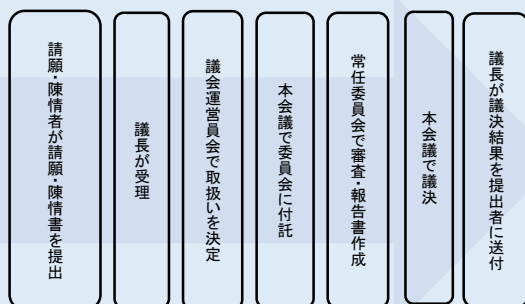 請願・陳情者が請願・陳情書を提出
議長が受理
議会運営員会で取扱いを決定
本会議で委員会に付託
常任委員会で審査・報告書作成
本会議で議決
議長が議決結果を提出者に送付